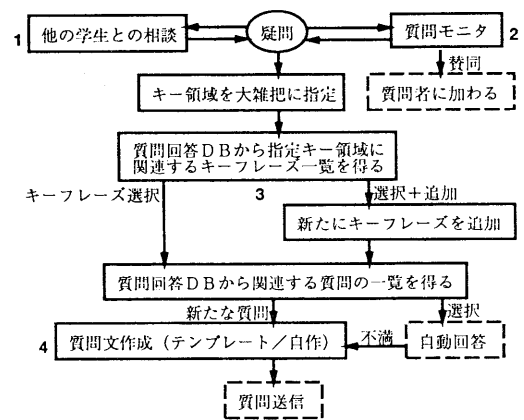 1
他の学生との相談
疑問
質問モニタ
2
賛同
質問者に加わる
キー領域を大雑把に指定
質問回答DBから指定キー領域に
関連するキーフレーズ一覧を得る
キーフレーズ選択
3
選択+追加
新たにキーフレーズを追加
質問回答DBから関連する質問の一覧を得る
新たな質問
選択
4
質問文作成(テンプレート/自作)
不満
自動回答
質問送信